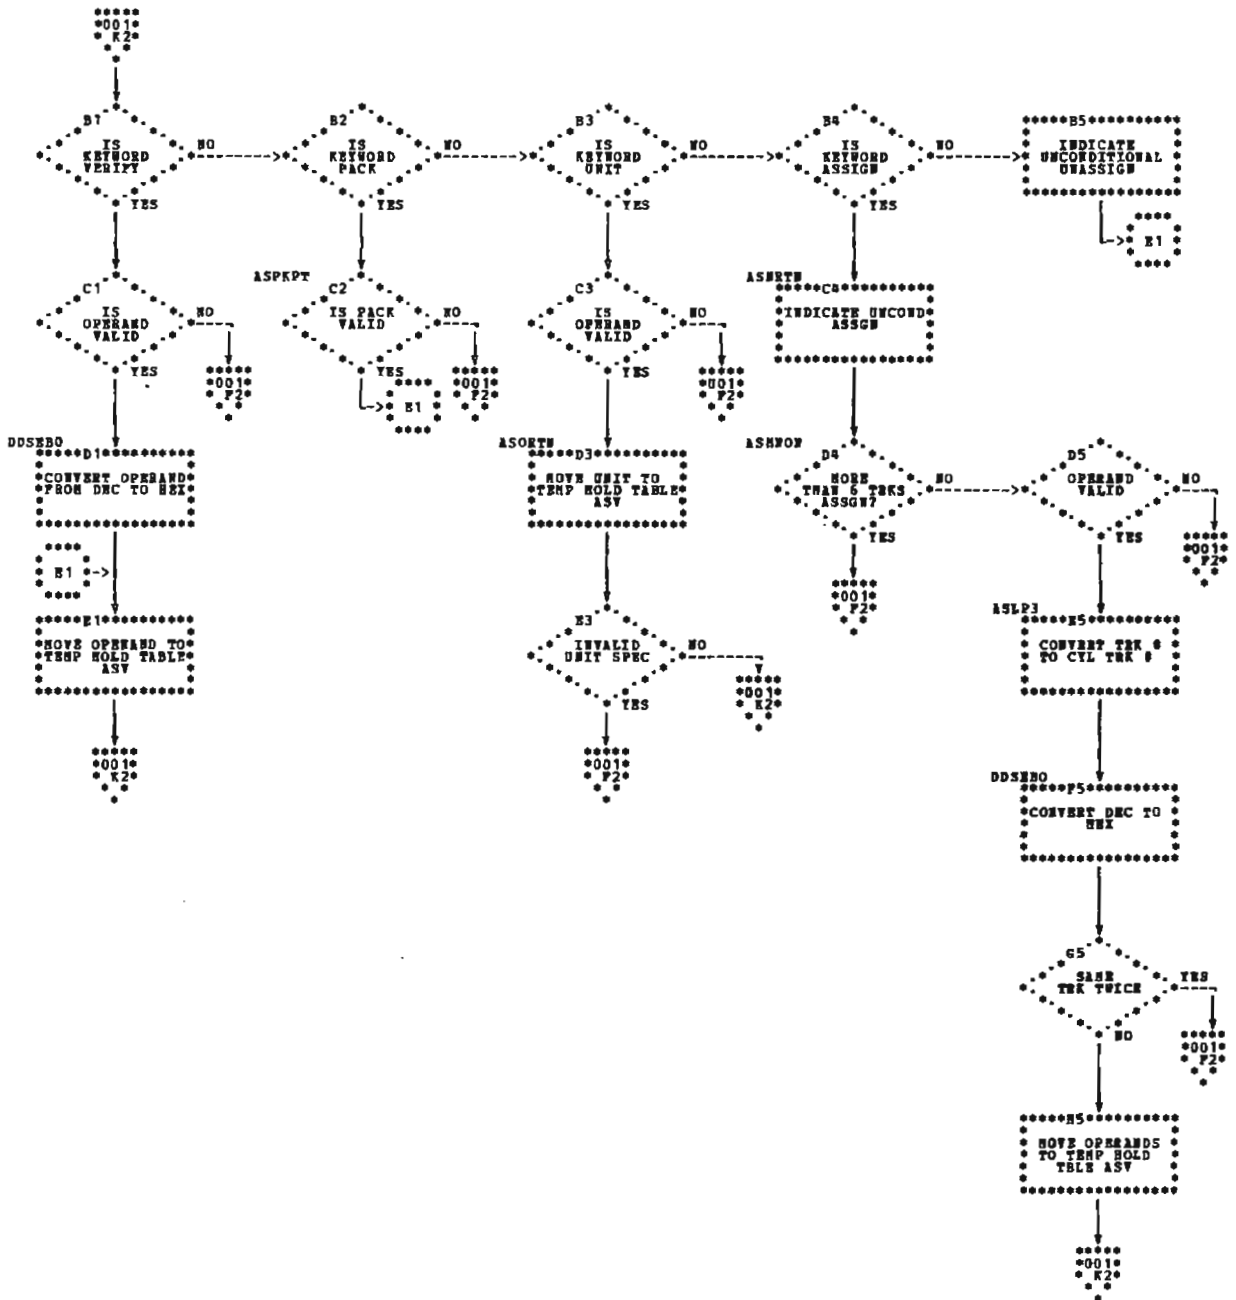 001
K2
B1
IS
KEYWORD
VERIFY
NO
YES
B2
IS
KEYWORD
PACK
NO
YES
B3
IS
KEYWORD
UNIT
NO
YES
B4
IS
KEYWORD
ASSIGN
NO
YES
B5
INDICATE
UNCONDITIONAL
UNASSIGN
E1
C1
IS
OPERAND
VALID
NO
YES
001
F2
ASPKPT
C2
IS PACK
VALID
NO
YES
E1
001
F2
C3
IS
OPERAND
VALID
NO
YES
001
F2
ASNRTN
C4
INDICATE UNCOND
ASSGN
DDSEBO
D1
CONVERT OPERAND
FROM DEC TO HEX
ASORTN
D3
MOVE UNIT TO
TEMP HOLD TABLE
ASV
ASMNON
D4
MORE
THAN 6 TRKS
ASSGN?
NO
YES
001
F2
D5
OPERAND
VALID
NO
YES
001
F2
E1
E1
MOVE OPERAND TO
TEMP HOLD TABLE
ASV
001
K2
E3
INVALID
UNIT SPEC
NO
YES
001
K2
001
F2
ASLP3
E5
CONVERT TRK #
TO CYL TRK #
DDSEBO
F5
CONVERT DEC TO
HEX
G5
SAME
TRK TWICE
YES
NO
001
F2
H5
MOVE OPERANDS
TO TEMP HOLD
TBLE ASV
001
K2